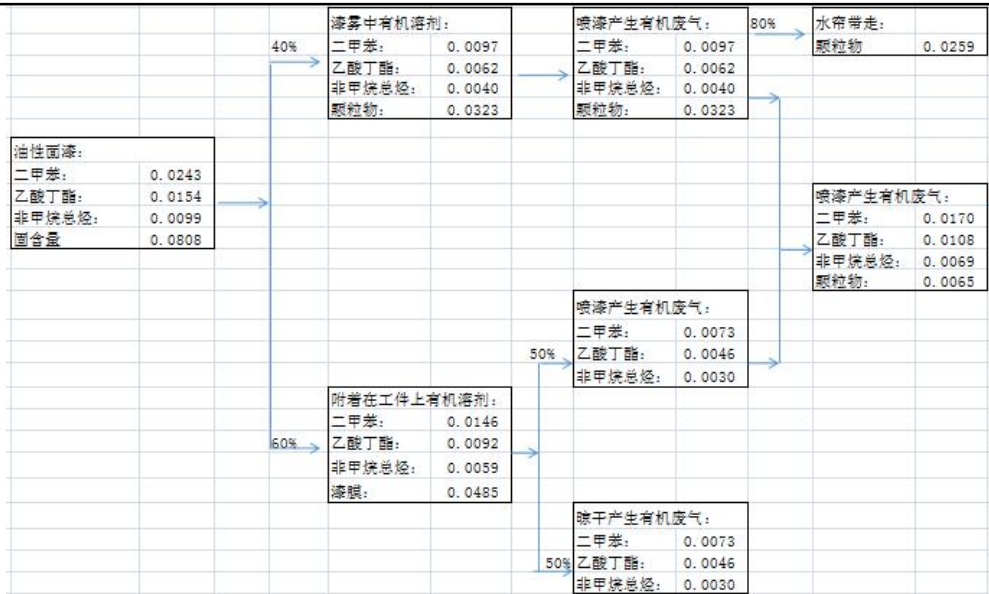 漆雾中有机溶剂：
二甲苯： 0.0097
乙酸丁酯： 0.0062
非甲烷总烃： 0.0040
颗粒物： 0.0323
喷漆产生有机废气：
二甲苯： 0.0097
乙酸丁酯： 0.0062
非甲烷总烃： 0.0040
颗粒物： 0.0323
80%
水帘带走：
颗粒物 0.0259
40%
油性面漆：
二甲苯： 0.0243
乙酸丁酯： 0.0154
非甲烷总烃： 0.0099
固含量 0.0808
喷漆产生有机废气：
二甲苯： 0.0170
乙酸丁酯： 0.0108
非甲烷总烃： 0.0069
颗粒物： 0.0065
喷漆产生有机废气：
二甲苯： 0.0073
乙酸丁酯： 0.0046
非甲烷总烃： 0.0030
50%
60%
附着在工件上有机溶剂：
二甲苯： 0.0146
乙酸丁酯： 0.0092
非甲烷总烃： 0.0059
漆膜： 0.0485
50%
晾干产生有机废气：
二甲苯： 0.0073
乙酸丁酯： 0.0046
非甲烷总烃： 0.0030